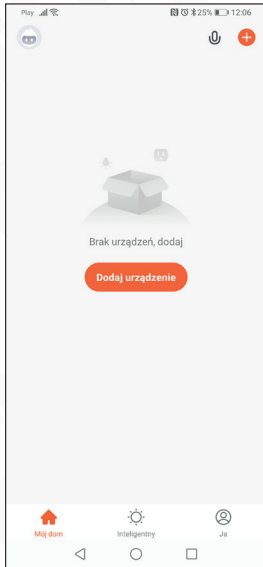 Play 25% 12:06
Brak urządzeń, dodaj
Dodaj urządzenie
Mój dom Inteligentny Ja